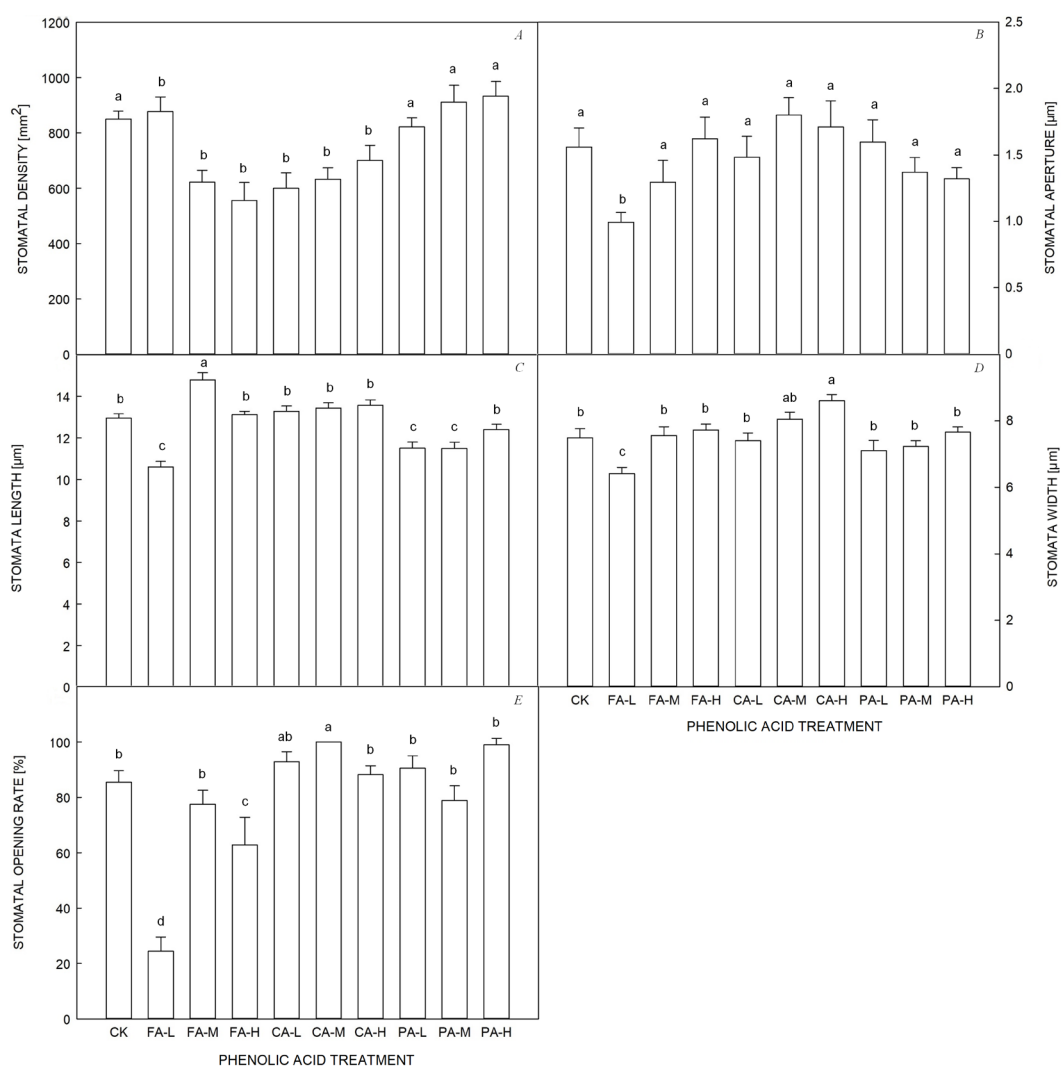 A
STOMATAL DENSITY [mm2]
1200
1000
800
600
400
200
0
a b b b b b b a a a
B
STOMATAL APERTURE [µm]
2.5
2.0
1.5
1.0
0.5
0
a b a a a a a a a a
C
STOMATA LENGTH [µm]
14
12
10
8
6
4
2
0
b c a b b b b c c b
D
STOMATA WIDTH [µm]
8
6
4
2
0
b c b b b ab a b b b
CK FA-L FA-M FA-H CA-L CA-M CA-H PA-L PA-M PA-H
PHENOLIC ACID TREATMENT
E
STOMATAL OPENING RATE [%]
100
80
60
40
20
0
b d b c ab a b b b b
CK FA-L FA-M FA-H CA-L CA-M CA-H PA-L PA-M PA-H
PHENOLIC ACID TREATMENT